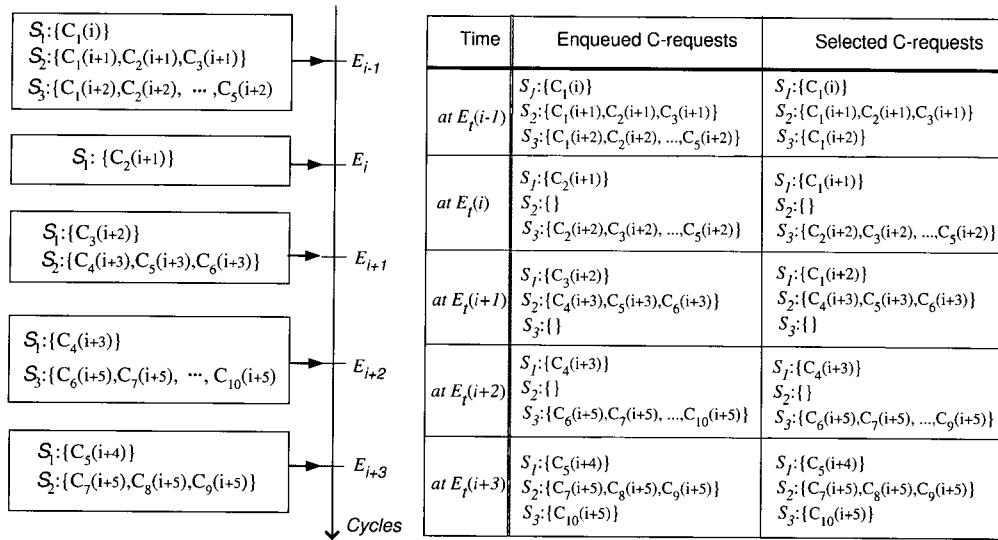 S1:{C1(i)}
S2:{C1(i+1),C2(i+1),C3(i+1)}
S3:{C1(i+2),C2(i+2), ..., C5(i+2)
Ei-1
S1: {C2(i+1)}
Ei
S1:{C3(i+2)}
S2:{C4(i+3),C5(i+3),C6(i+3)}
Ei+1
S1:{C4(i+3)}
S3:{C6(i+5),C7(i+5), ..., C10(i+5)
Ei+2
S1:{C5(i+4)}
S2:{C7(i+5),C8(i+5),C9(i+5)}
Ei+3
Cycles
Time Enqueued C-requests Selected C-requests
at Et(i-1)
S1:{C1(i)}
S2:{C1(i+1),C2(i+1),C3(i+1)}
S3:{C1(i+2),C2(i+2), ...,C5(i+2)}
S1:{C1(i)}
S2:{C1(i+1),C2(i+1),C3(i+1)}
S3:{C1(i+2)}
at Et(i)
S1:{C2(i+1)}
S2:{}
S3:{C2(i+2),C3(i+2), ...,C5(i+2)}
S1:{C1(i+1)}
S2:{}
S3:{C2(i+2),C3(i+2), ...,C5(i+2)}
at Et(i+1)
S1:{C3(i+2)}
S2:{C4(i+3),C5(i+3),C6(i+3)}
S3:{}
S1:{C1(i+2)}
S2:{C4(i+3),C5(i+3),C6(i+3)}
S3:{}
at Et(i+2)
S1:{C4(i+3)}
S2:{}
S3:{C6(i+5),C7(i+5), ...,C10(i+5)}
S1:{C4(i+3)}
S2:{}
S3:{C6(i+5),C7(i+5), ...,C9(i+5)}
at Et(i+3)
S1:{C5(i+4)}
S2:{C7(i+5),C8(i+5),C9(i+5)}
S3:{C10(i+5)}
S1:{C5(i+4)}
S2:{C7(i+5),C8(i+5),C9(i+5)}
S3:{C10(i+5)}